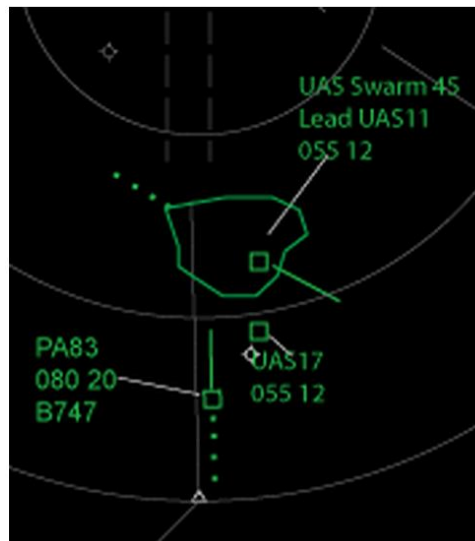 UAS Swarm 45
Lead UAS11
055 12
PA83
080 20
B747
UAS17
055 12